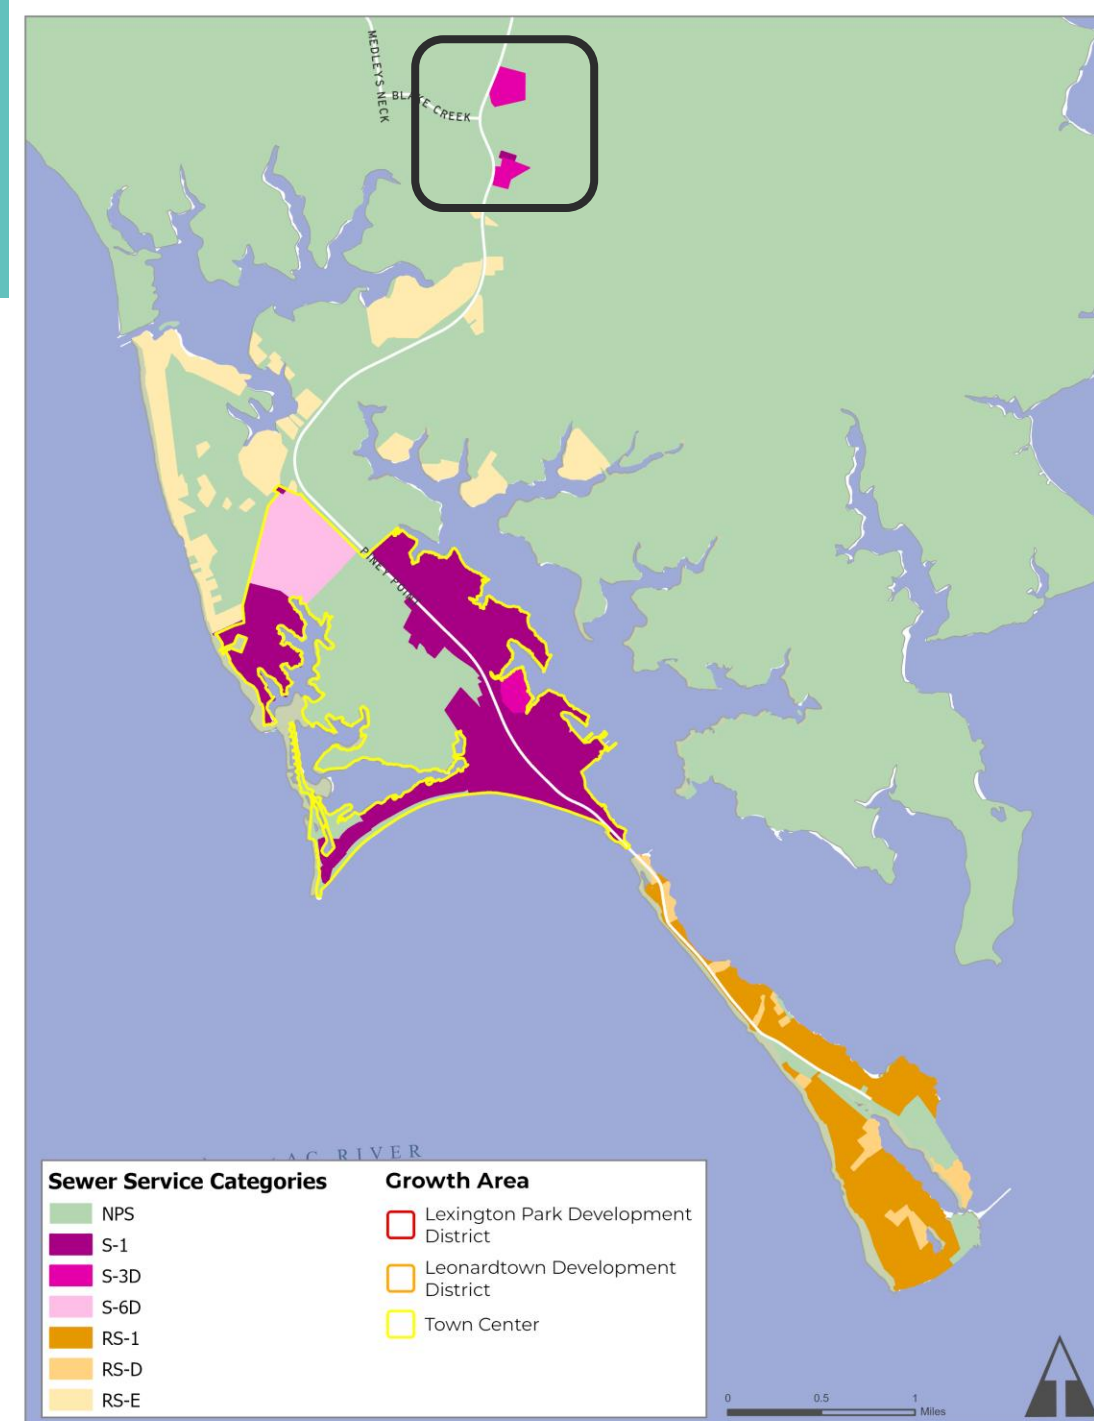 MEDLEYS NECK
BLAKE CREEK
PINEY POINT
RIVER
Sewer Service Categories
NPS
S-1
S-3D
S-6D
RS-1
RS-D
RS-E
Growth Area
Lexington Park Development
District
Leonardtown Development
District
Town Center
0 0.5 1
Miles